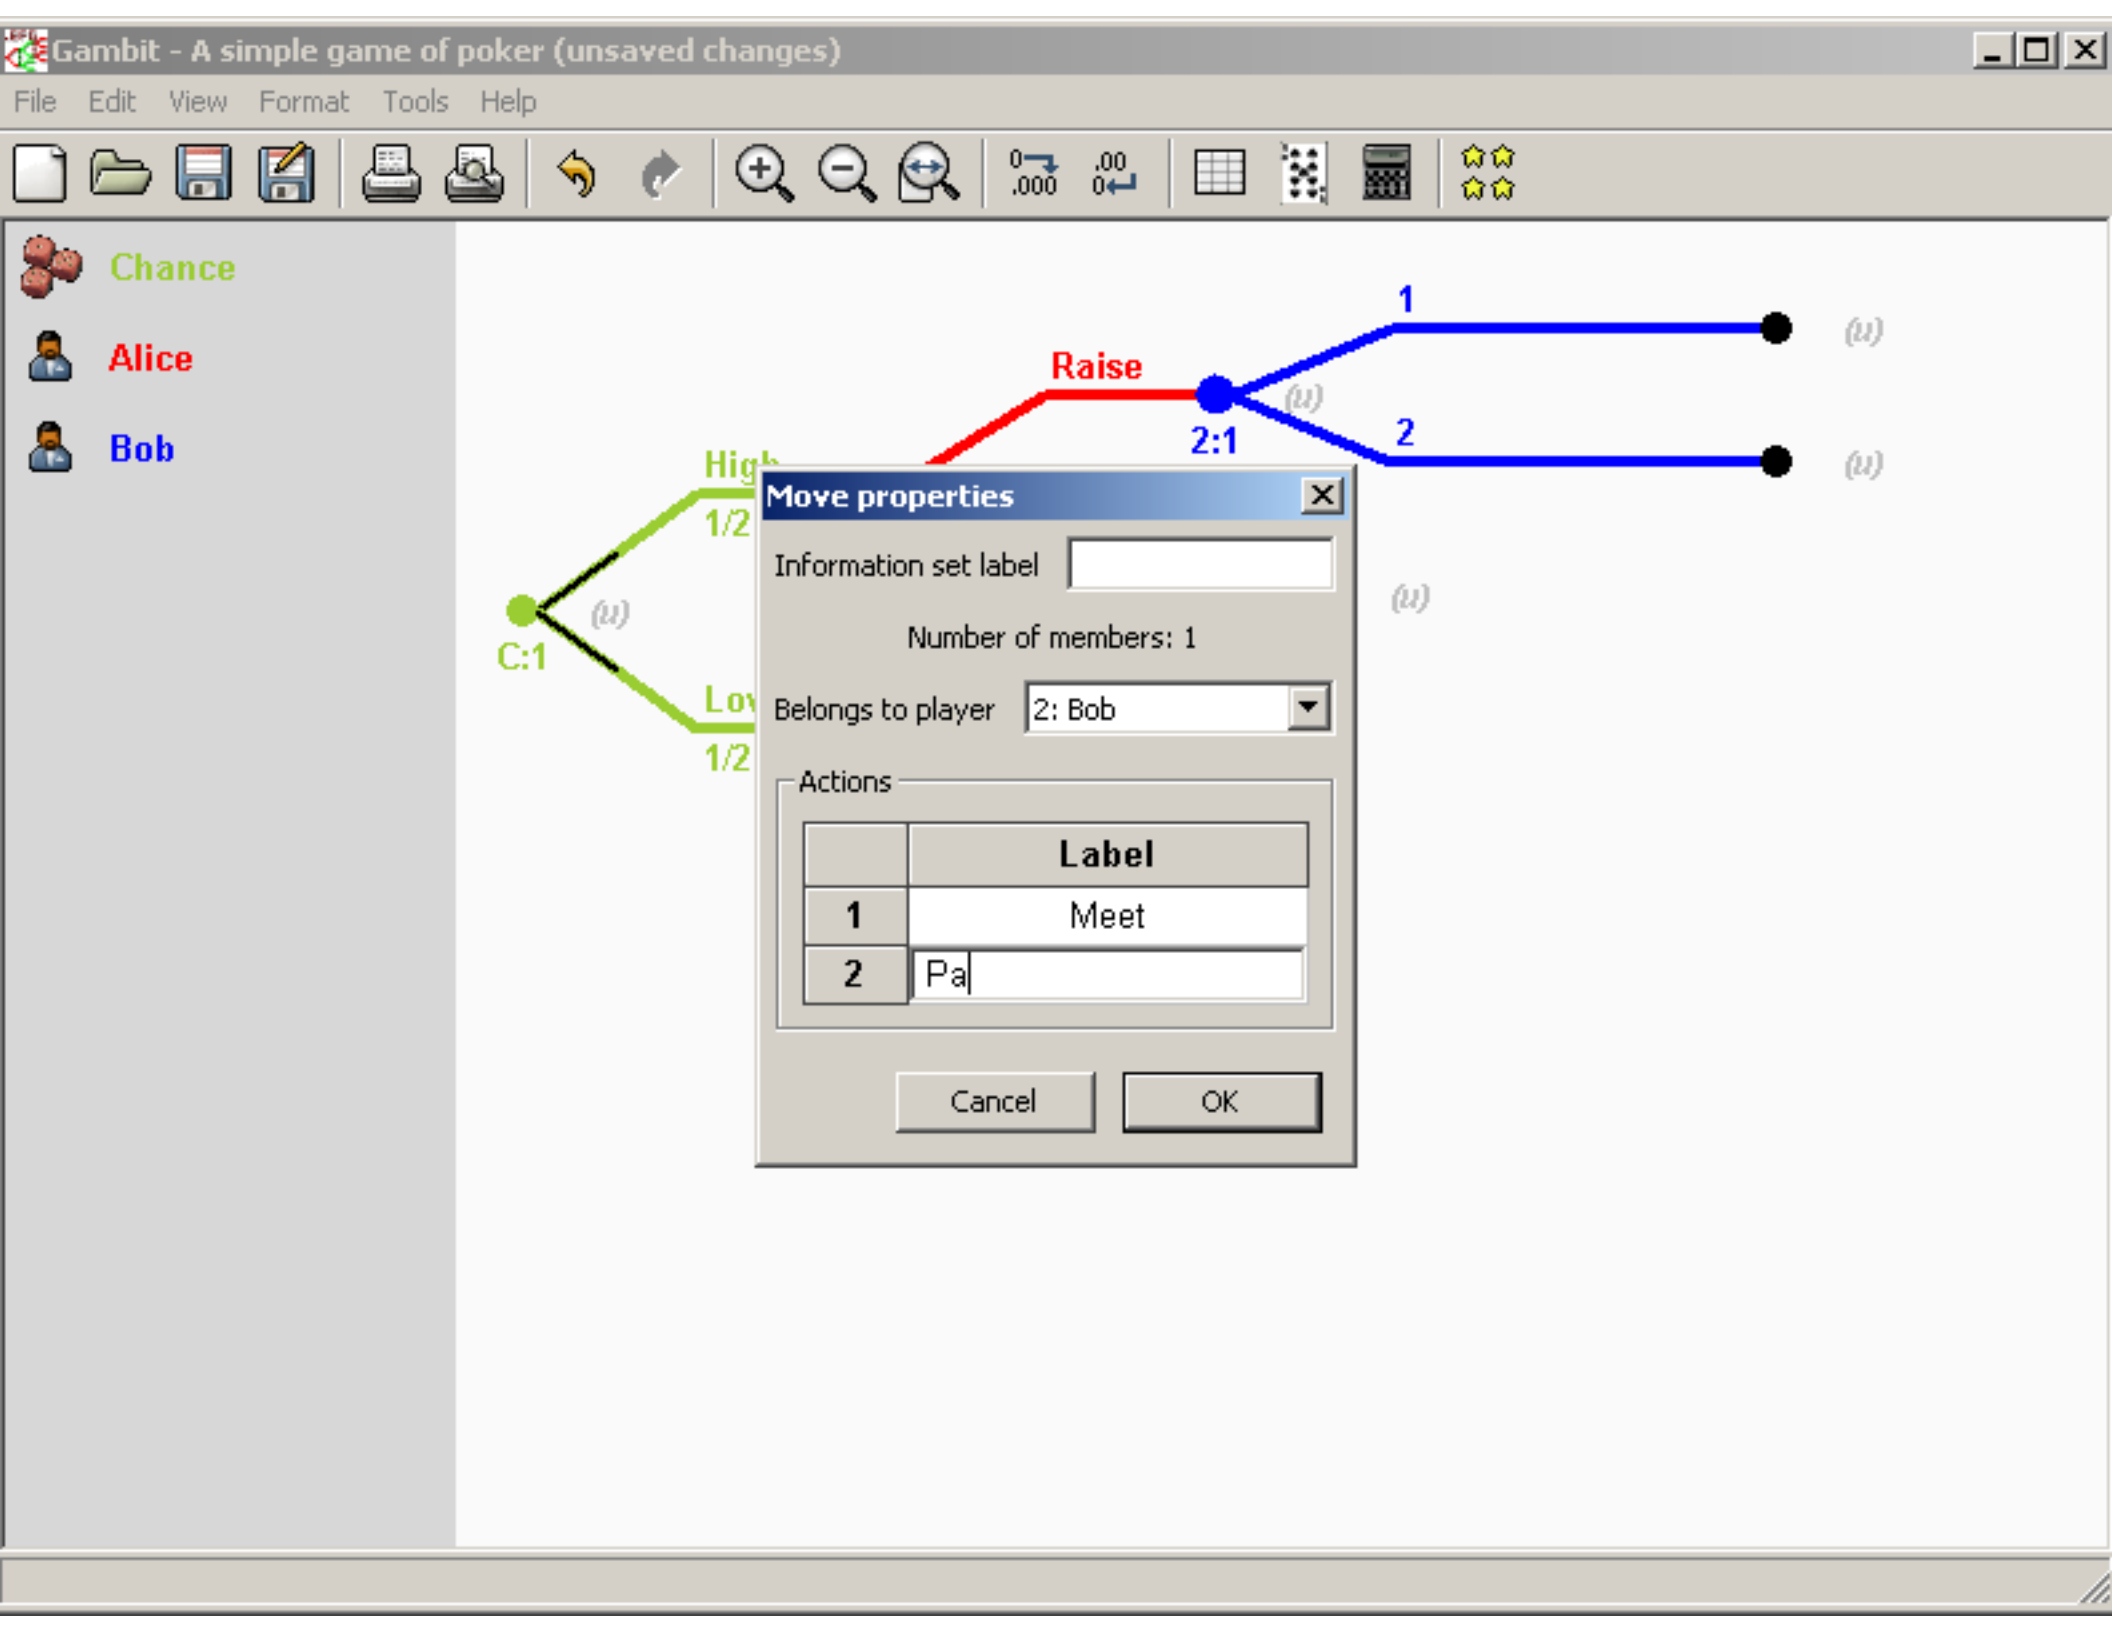 Gambit - A simple game of poker (unsaved changes)
File Edit View Format Tools Help
0 .000 .00 0
Chance
Alice
Bob
1
(u)
Raise
(u)
2:1
2
(u)
High
1/2
C:1
(u)
(u)
1/2
Move properties
Information set label
Number of members: 1
Belongs to player 2: Bob
Actions
Label
1 Meet
2 Pa
Cancel OK